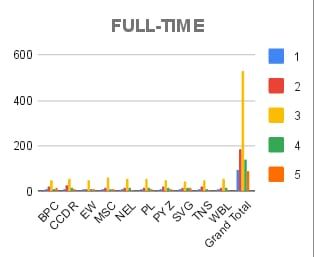 FULL-TIME
600
400
200
0
1
2
3
4
5
BPC
CCDR
EW
MSC
NEL
PL
PYZ
SVG
TNS
WBL
Grand Total